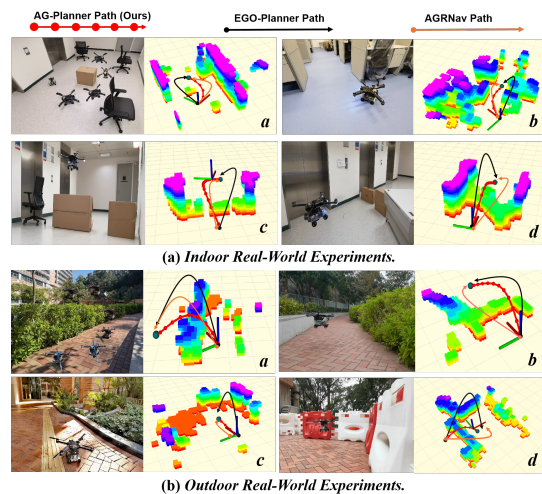 AG-Planner Path (Ours)
EGO-Planner Path
AGRNav Path
a
b
c
d
(a) Indoor Real-World Experiments.
a
b
c
d
(b) Outdoor Real-World Experiments.